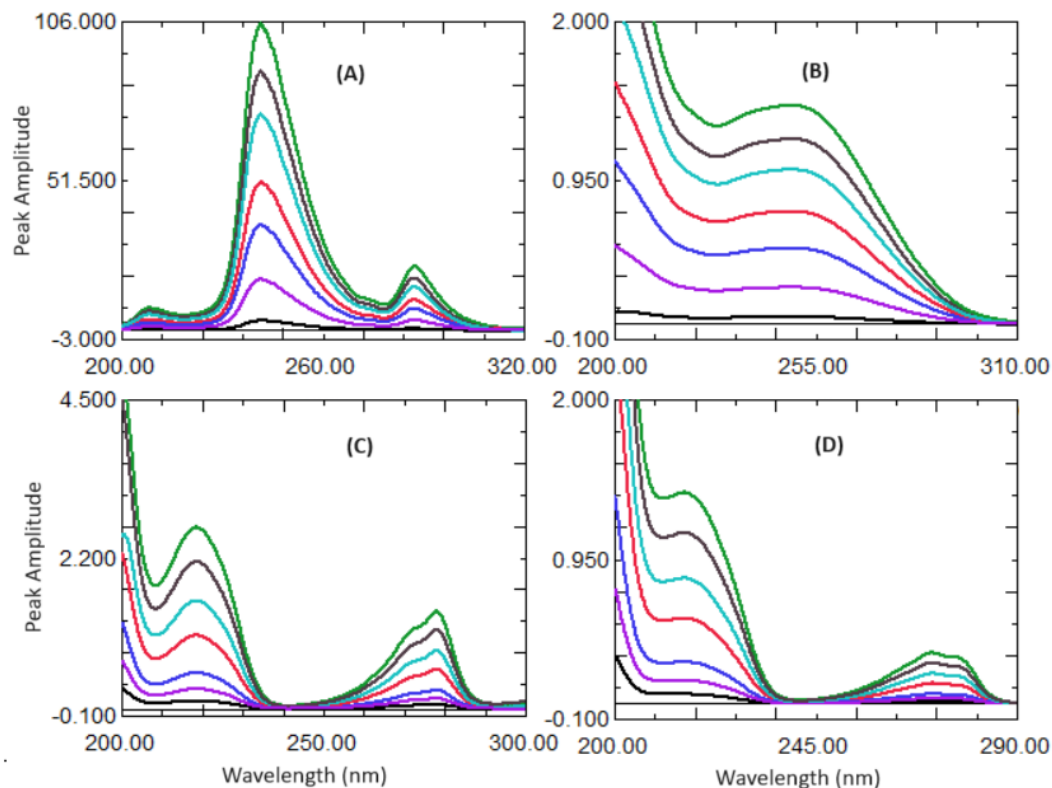 106.000
(A)
Peak Amplitude
51.500
-3.000
200.00 260.00 320.00
2.000
(B)
0.950
-0.100
200.00 255.00 310.00
4.500
(C)
Peak Amplitude
2.200
-0.100
200.00 250.00 300.00
Wavelength (nm)
2.000
(D)
0.950
-0.100
200.00 245.00 290.00
Wavelength (nm)